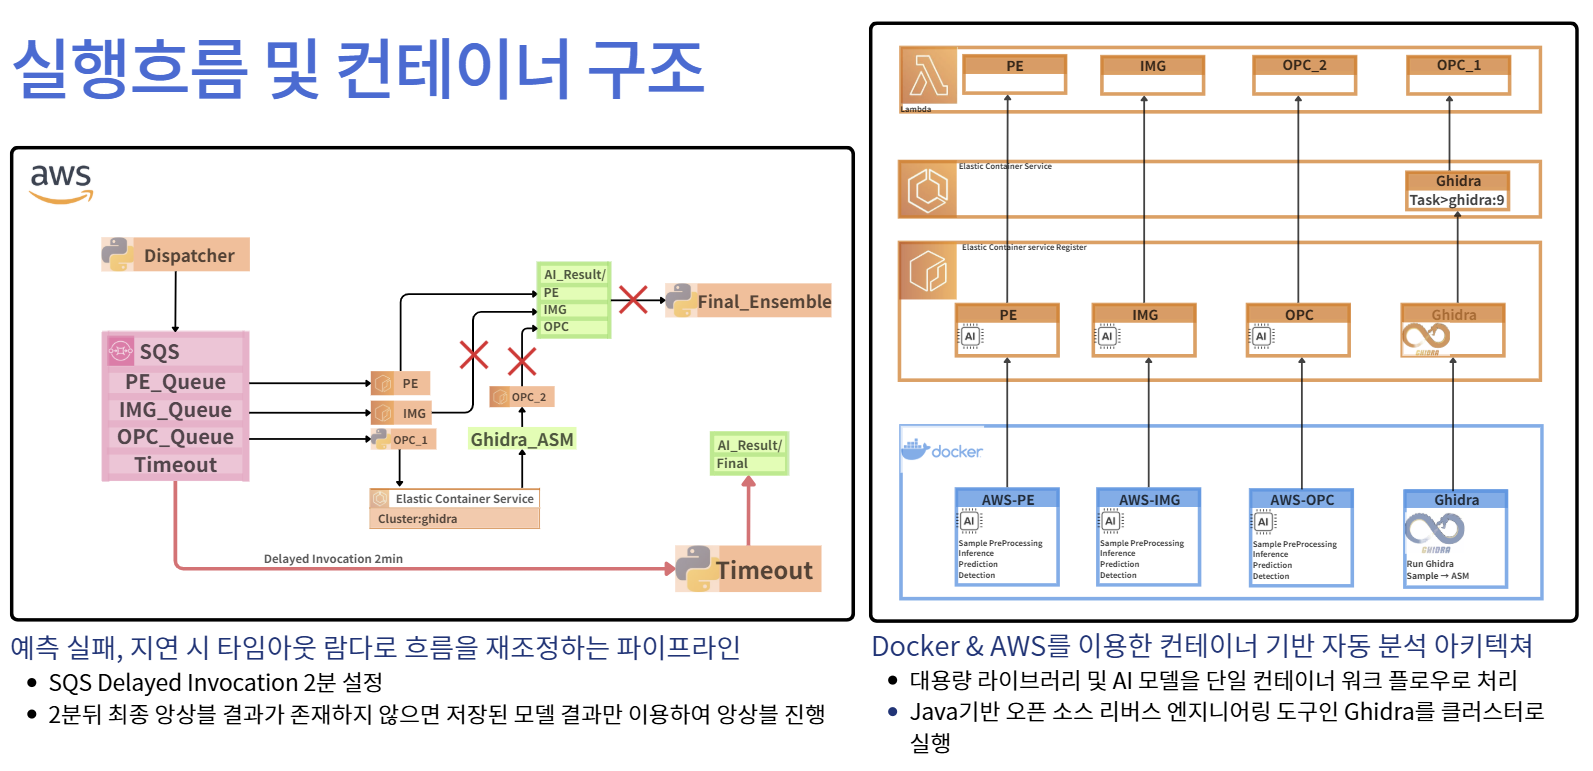 실행흐름 및 컨테이너 구조
aws
Dispatcher
SQS
PE_Queue
IMG_Queue
OPC_Queue
Timeout
PE
IMG
OPC_1
Elastic Container Service
Cluster:ghidra
Ghidra_ASM
OPC_2
AI_Result/
PE
IMG
OPC
Final_Ensemble
AI_Result/
Final
Delayed Invocation 2min
Timeout
예측 실패, 지연 시 타임아웃 람다로 흐름을 재조정하는 파이프라인
• SQS Delayed Invocation 2분 설정
• 2분뒤 최종 앙상블 결과가 존재하지 않으면 저장된 모델 결과만 이용하여 앙상블 진행
Lambda
PE
IMG
OPC_2
OPC_1
Elastic Container Service
Ghidra
Task>ghidra:9
Elastic Container service Register
PE
AI
IMG
AI
OPC
AI
Ghidra
GHIDRA
docker
AWS-PE
AI
Sample PreProcessing
Inference
Prediction
Detection
AWS-IMG
AI
Sample PreProcessing
Inference
Prediction
Detection
AWS-OPC
AI
Sample PreProcessing
Inference
Prediction
Detection
Ghidra
GHIDRA
Run Ghidra
Sample → ASM
Docker & AWS를 이용한 컨테이너 기반 자동 분석 아키텍쳐
• 대용량 라이브러리 및 AI 모델을 단일 컨테이너 워크 플로우로 처리
• Java기반 오픈 소스 리버스 엔지니어링 도구인 Ghidra를 클러스터로
실행